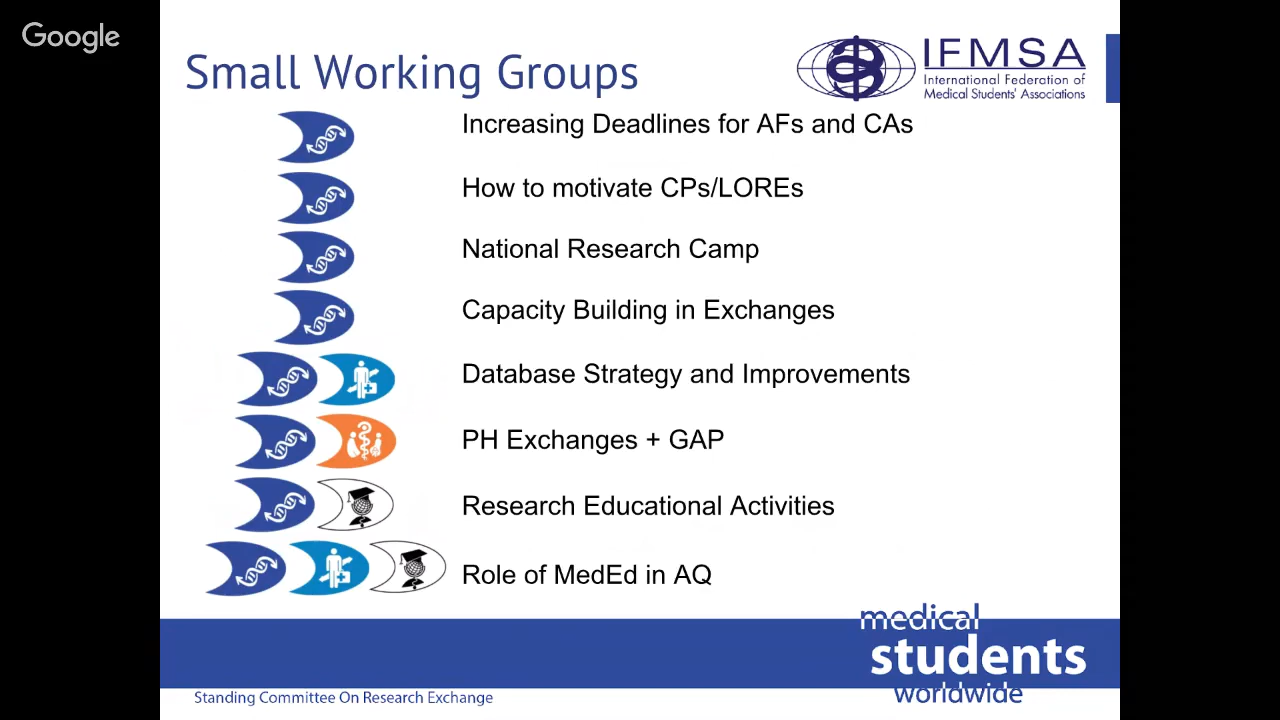 Google
Small Working Groups
IFMSA
International Federation of
Medical Students' Associations
Increasing Deadlines for AFs and CAs
How to motivate CPs/LOREs
National Research Camp
Capacity Building in Exchanges
Database Strategy and Improvements
PH Exchanges + GAP
Research Educational Activities
Role of MedEd in AQ
medical
students
worldwide
Standing Committee On Research Exchange